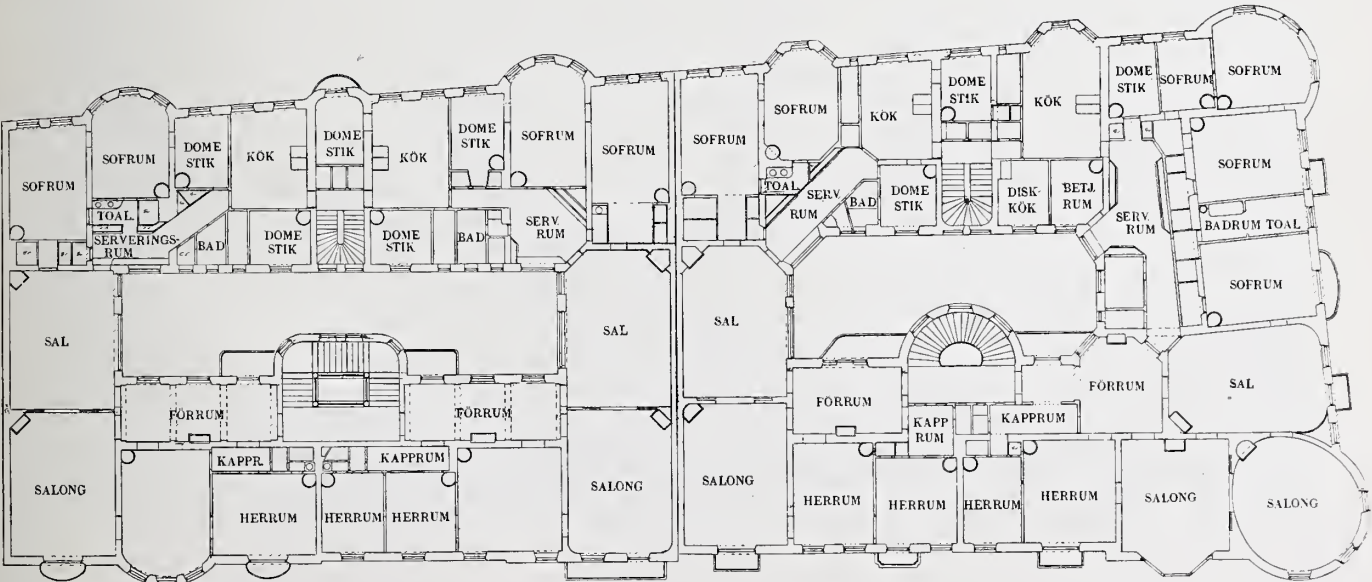 SOFRUM
SOFRUM
DOME
STIK
KÖK
DOME
STIK
KÖK
DOME
STIK
SOFRUM
SOFRUM
SOFRUM
SOFRUM
KÖK
DOME
STIK
KÖK
DOME
STIK
SOFRUM
SOFRUM
TOAL.
SERVERINGS-
RUM
BAD
DOME
STIK
DOME
STIK
BAD
SERV.
RUM
TOAL.
SERV.
RUM
BAD
DOME
STIK
DISK-
KÖK
BETJ.
RUM
SERV.
RUM
SOFRUM
BADRUM TOAL
SOFRUM
SAL
SAL
SAL
SAL
FÖRRUM
FÖRRUM
FÖRRUM
FÖRRUM
KAPPR.
KAPPRUM
KAPP
RUM
KAPPRUM
SALONG
HERRUM
HERRUM
HERRUM
SALONG
SALONG
HERRUM
HERRUM
HERRUM
HERRUM
SALONG
SALONG